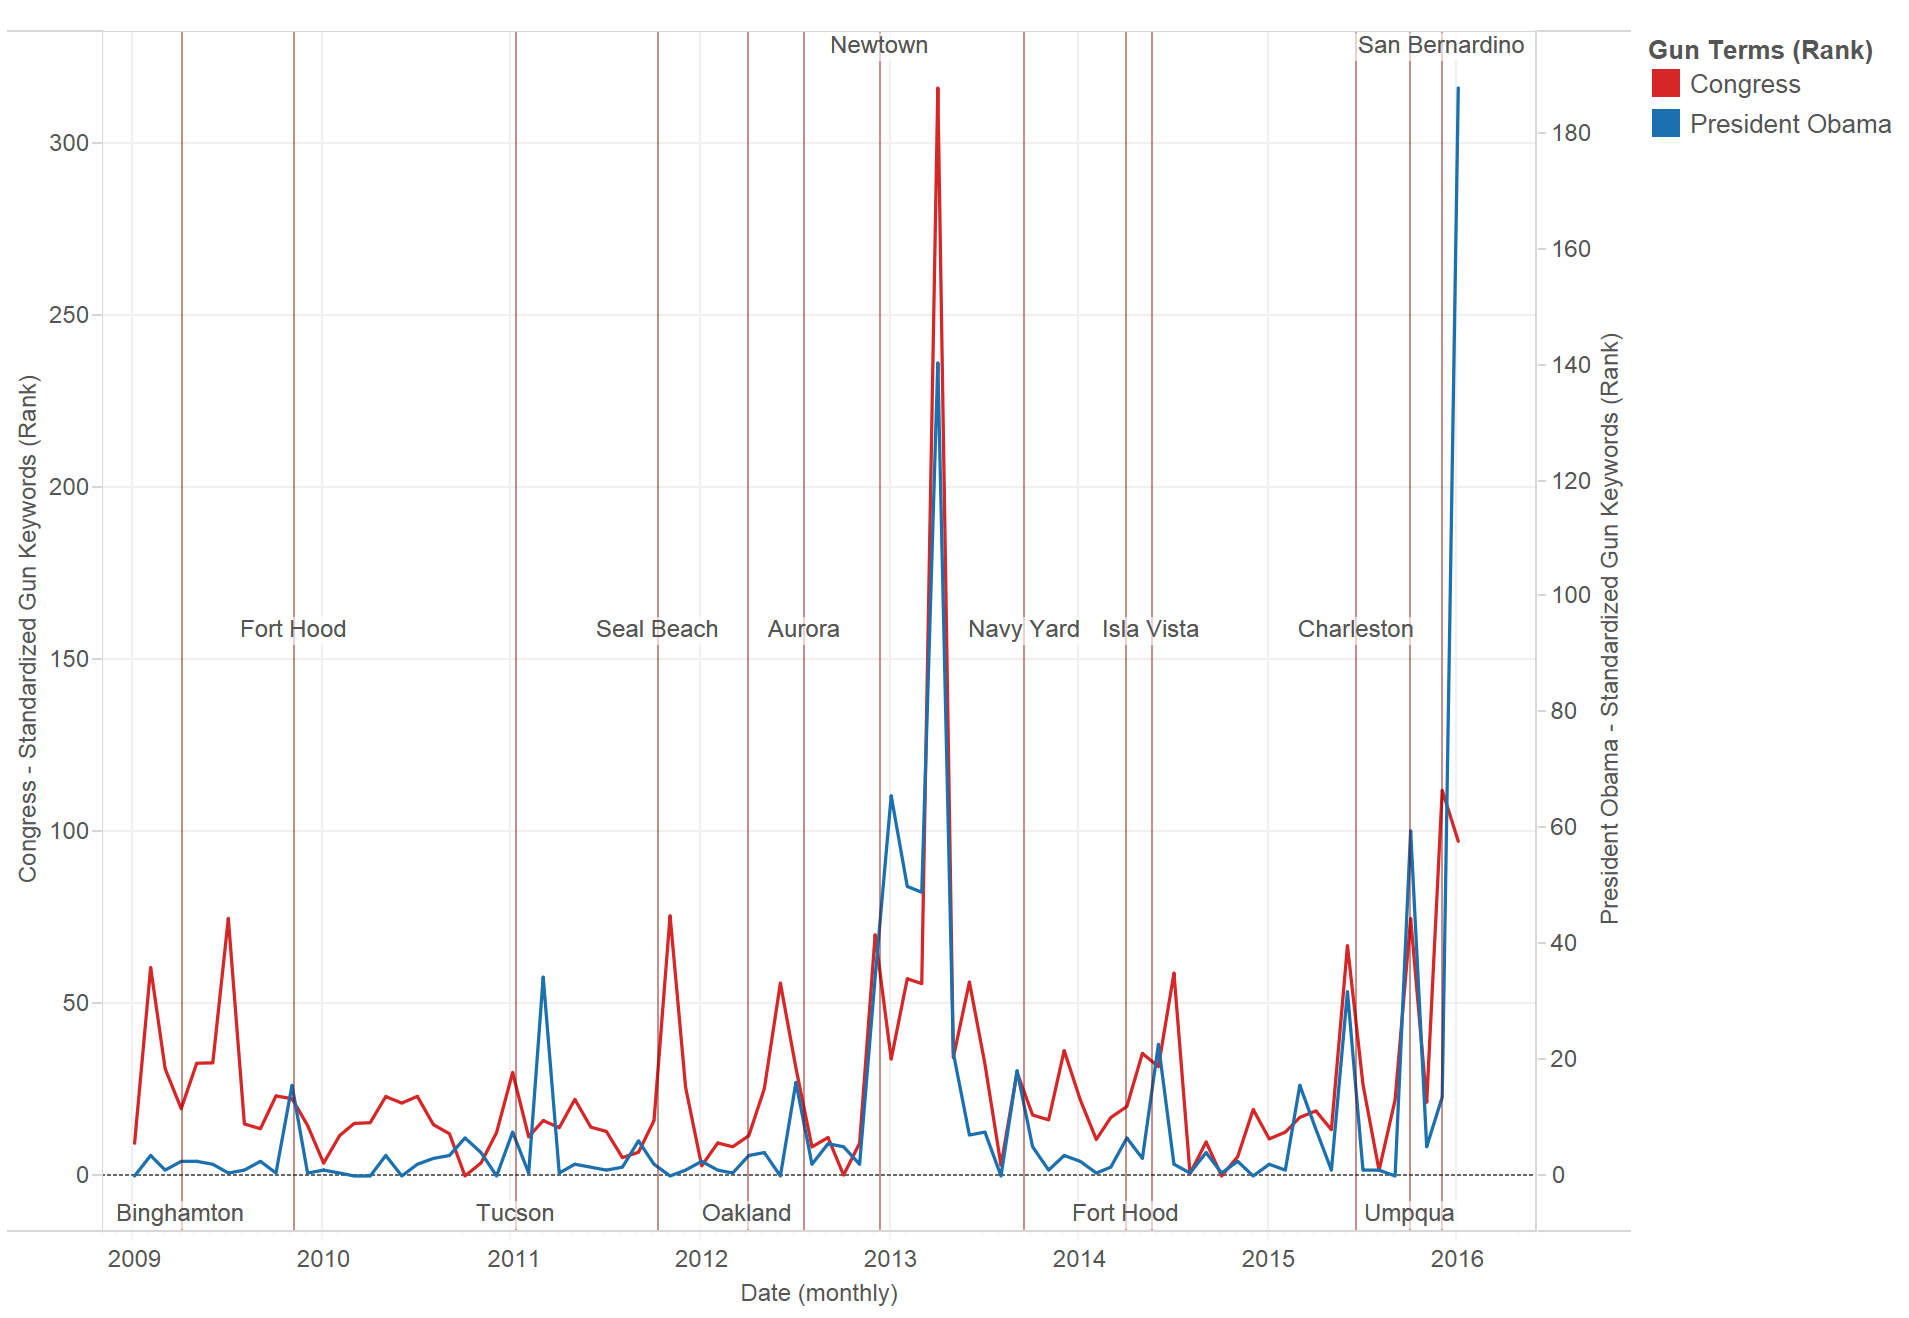 Newtown
San Bernardino
Gun Terms (Rank)
Congress
President Obama
300
250
200
150
100
50
0
Congress - Standardized Gun Keywords (Rank)
180
160
140
120
100
80
60
40
20
0
President Obama - Standardized Gun Keywords (Rank)
Fort Hood
Seal Beach
Aurora
Navy Yard
Isla Vista
Charleston
Binghamton
Tucson
Oakland
Fort Hood
Umpqua
2009
2010
2011
2012
2013
2014
2015
2016
Date (monthly)